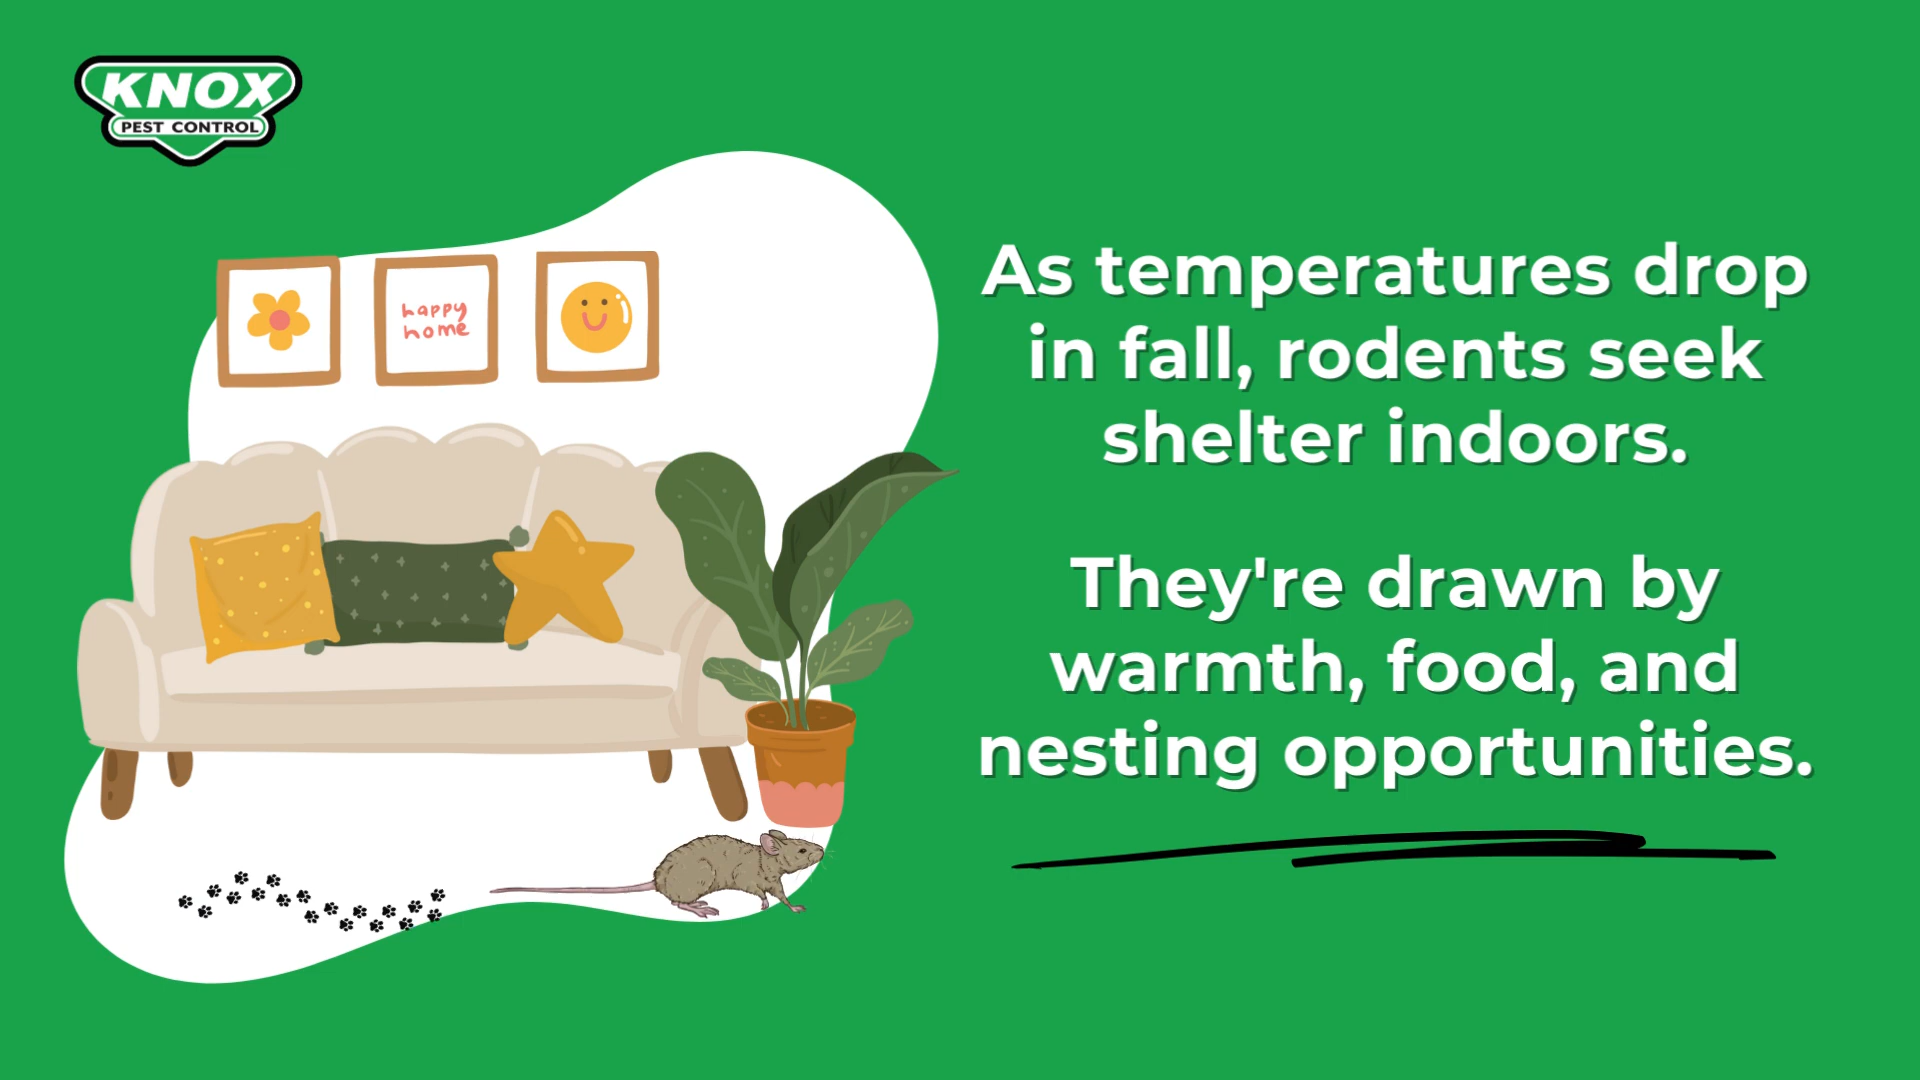 KNOX
PEST CONTROL
happy
home
As temperatures drop
in fall, rodents seek
shelter indoors.
They're drawn by
warmth, food, and
nesting opportunities.